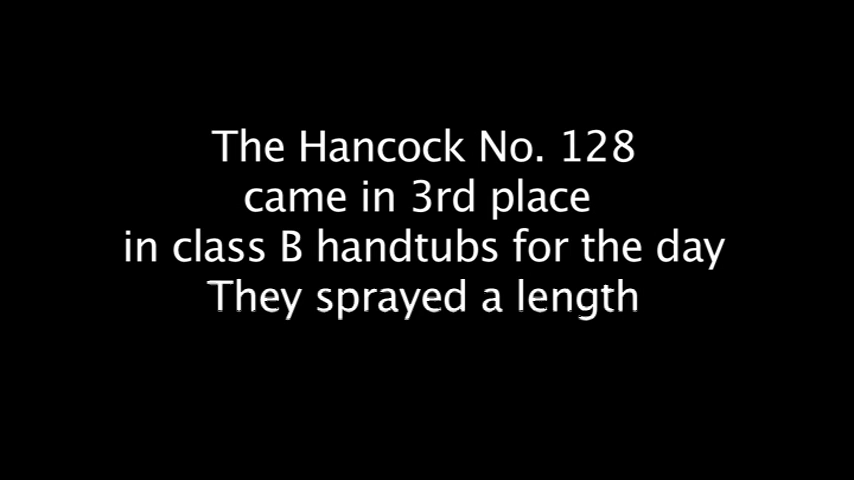 The Hancock No. 128
came in 3rd place
in class B handtubs for the day
They sprayed a length